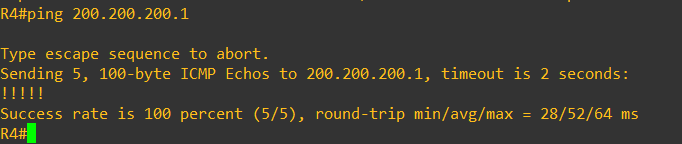 R4#ping 200.200.200.1
Type escape sequence to abort.
Sending 5, 100-byte ICMP Echos to 200.200.200.1, timeout is 2 seconds:
!!!!!
Success rate is 100 percent (5/5), round-trip min/avg/max = 28/52/64 ms
R4#